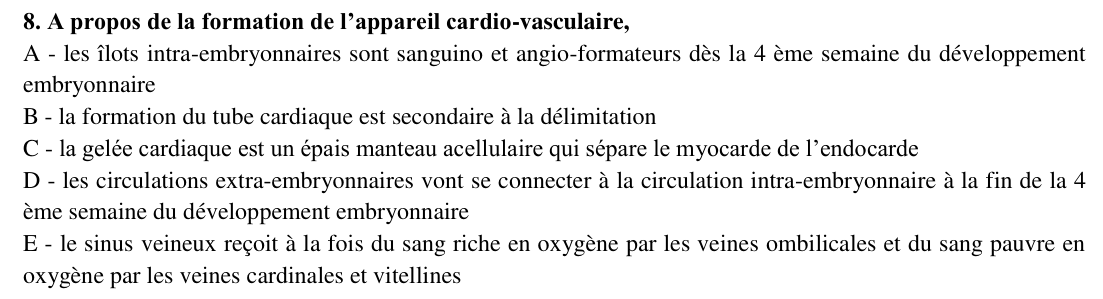 8. A propos de la formation de l'appareil cardio-vasculaire,
A - les îlots intra-embryonnaires sont sanguino et angio-formateurs dès la 4 ème semaine du développement
embryonnaire
B - la formation du tube cardiaque est secondaire à la délimitation
C - la gelée cardiaque est un épais manteau acellulaire qui sépare le myocarde de l'endocarde
D - les circulations extra-embryonnaires vont se connecter à la circulation intra-embryonnaire à la fin de la 4
ème semaine du développement embryonnaire
E - le sinus veineux reçoit à la fois du sang riche en oxygène par les veines ombilicales et du sang pauvre en
oxygène par les veines cardinales et vitellines